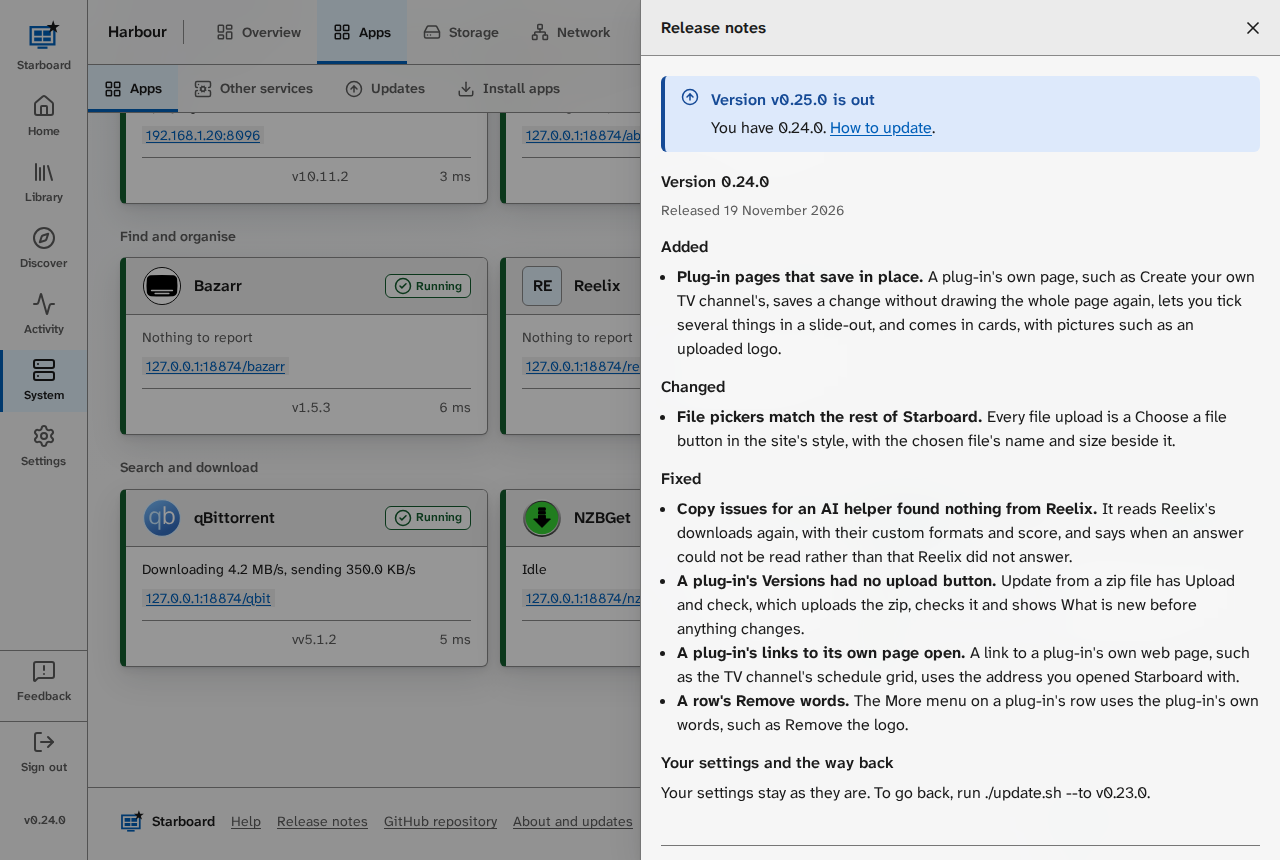 Starboard
Home
Library
Discover
Activity
System
Settings
Feedback
Sign out
v0.24.0
Harbour
Overview
Apps
Storage
Network
Apps
Other services
Updates
Install apps
192.168.1.20:8096
127.0.0.1:18874/ab
v10.11.2
3 ms
Find and organise
Bazarr
Running
Nothing to report
127.0.0.1:18874/bazarr
v1.5.3
6 ms
RE
Reelix
Nothing to report
127.0.0.1:18874/re
Search and download
qb
qBittorrent
Running
Downloading 4.2 MB/s, sending 350.0 KB/s
127.0.0.1:18874/qbit
vv5.1.2
5 ms
NZBGet
Idle
127.0.0.1:18874/nz
Starboard
Help
Release notes
GitHub repository
About and updates
Release notes
Version v0.25.0 is out
You have 0.24.0. How to update.
Version 0.24.0
Released 19 November 2026
Added
Plug-in pages that save in place. A plug-in's own page, such as Create your own
TV channel's, saves a change without drawing the whole page again, lets you tick
several things in a slide-out, and comes in cards, with pictures such as an
uploaded logo.
Changed
File pickers match the rest of Starboard. Every file upload is a Choose a file
button in the site's style, with the chosen file's name and size beside it.
Fixed
Copy issues for an AI helper found nothing from Reelix. It reads Reelix's
downloads again, with their custom formats and score, and says when an answer
could not be read rather than that Reelix did not answer.
A plug-in's Versions had no upload button. Update from a zip file has Upload
and check, which uploads the zip, checks it and shows What is new before
anything changes.
A plug-in's links to its own page open. A link to a plug-in's own web page, such
as the TV channel's schedule grid, uses the address you opened Starboard with.
A row's Remove words. The More menu on a plug-in's row uses the plug-in's own
words, such as Remove the logo.
Your settings and the way back
Your settings stay as they are. To go back, run ./update.sh --to v0.23.0.